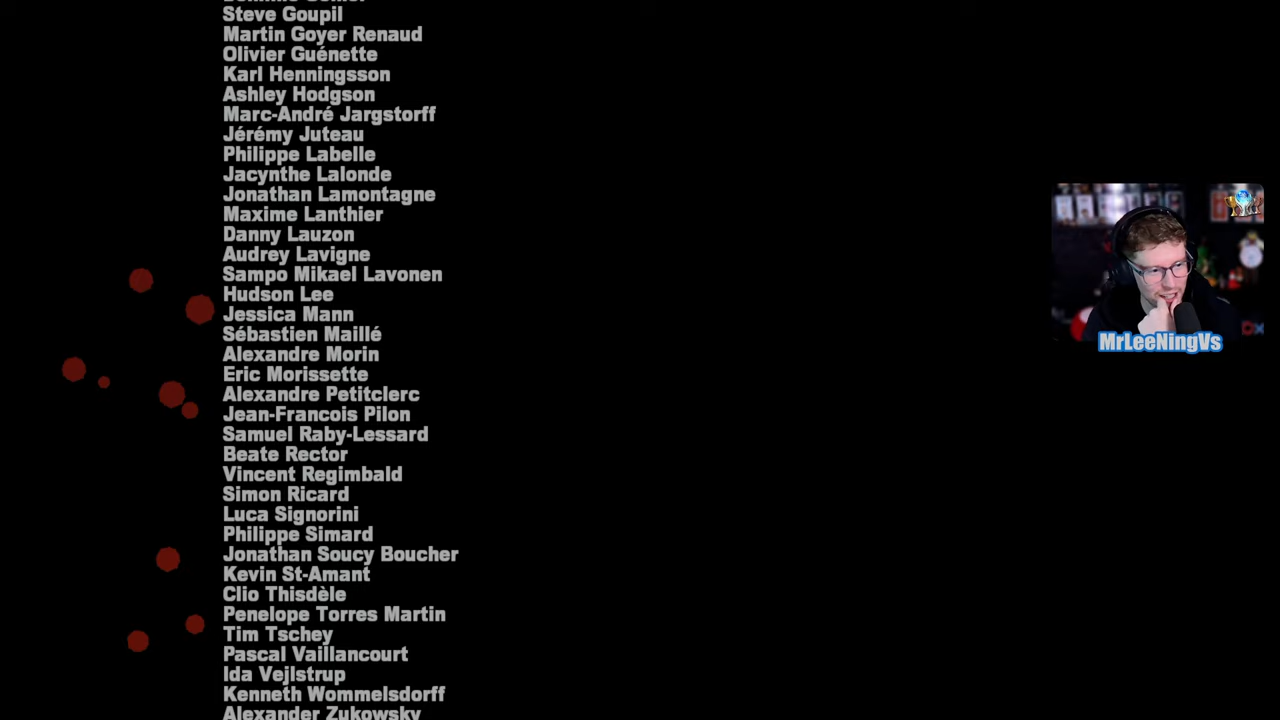 Steve Goupil
Martin Goyer Renaud
Olivier Guénette
Karl Henningsson
Ashley Hodgson
Marc-André Jargstorff
Jérémy Juteau
Philippe Labelle
Jacynthe Lalonde
Jonathan Lamontagne
Maxime Lanthier
Danny Lauzon
Audrey Lavigne
Sampo Mikael Lavonen
Hudson Lee
Jessica Mann
Sébastien Maillé
Alexandre Morin
Eric Morissette
Alexandre Petitclerc
Jean-Francois Pilon
Samuel Raby-Lessard
Beate Rector
Vincent Regimbald
Simon Ricard
Luca Signorini
Philippe Simard
Jonathan Soucy Boucher
Kevin St-Amant
Clio Thisdèle
Penelope Torres Martin
Tim Tschey
Pascal Vaillancourt
Ida Vejlstrup
Kenneth Wommelsdorff
Alexander Zukowsky
MrLeeNingVs